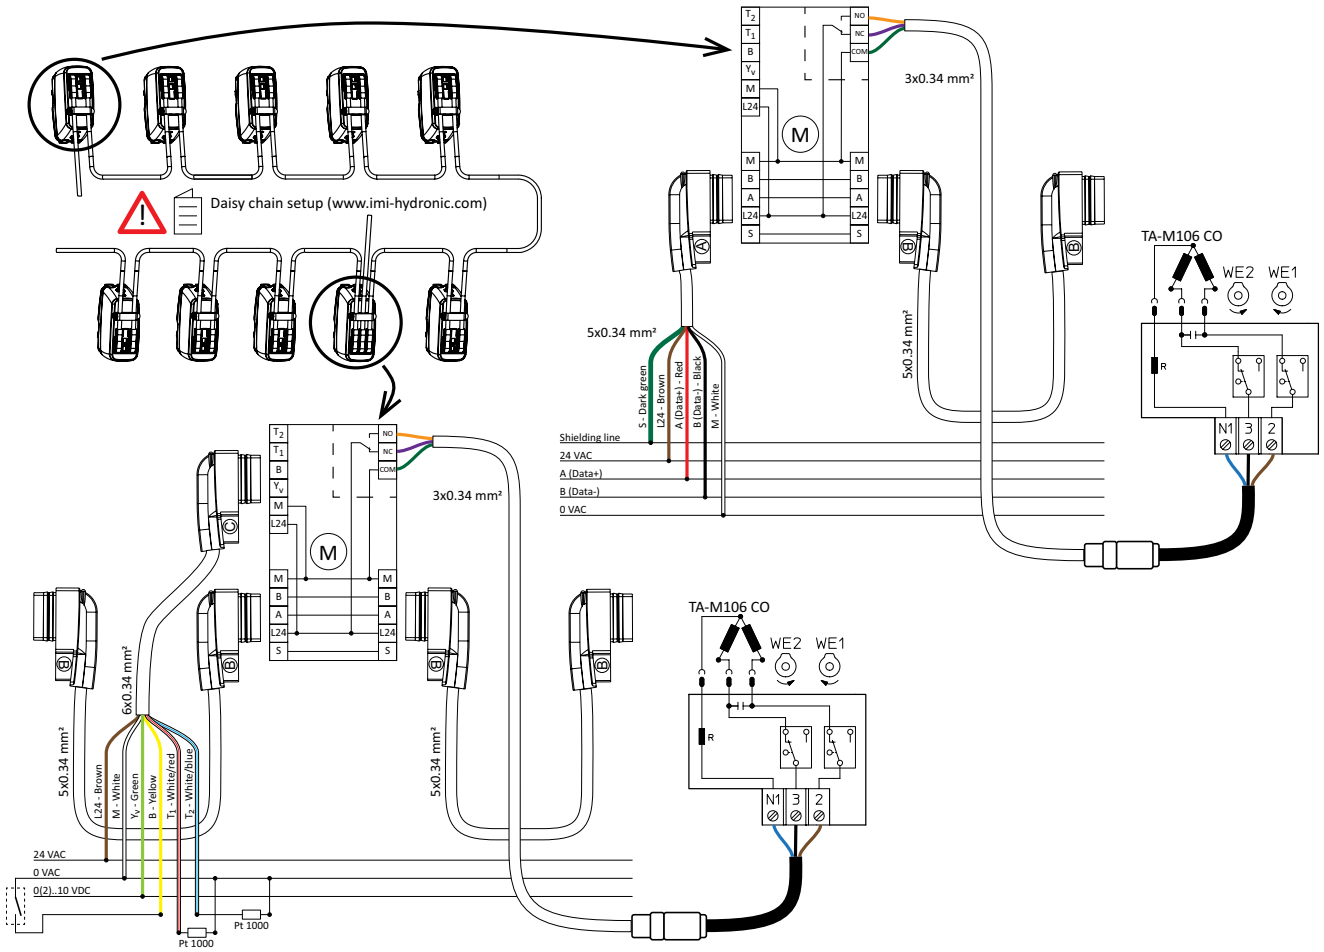 Daisy chain setup (www.imi-hydronic.com)
T2
T1
B
Yv
M
L24
NO
NC
COM
M
M
B
A
L24
S
M
B
A
L24
S
3x0.34 mm²
A
B
B
5x0.34 mm²
5x0.34 mm²
S - Dark green
L24 - Brown
A (Data+) - Red
B (Data-) - Black
M - White
Shielding line
24 VAC
A (Data+)
B (Data-)
0 VAC
TA-M106 CO
WE2 WE1
R
N1 3 2
T2
T1
B
Yv
M
L24
NO
NC
COM
M
M
B
A
L24
S
M
B
A
L24
S
3x0.34 mm²
C
B
B
B
B
6x0.34 mm²
5x0.34 mm²
5x0.34 mm²
L24 - Brown
M - White
Yv - Green
B - Yellow
T1 - White/red
T2 - White/blue
24 VAC
0 VAC
0(2)..10 VDC
Pt 1000
Pt 1000
TA-M106 CO
WE2 WE1
R
N1 3 2